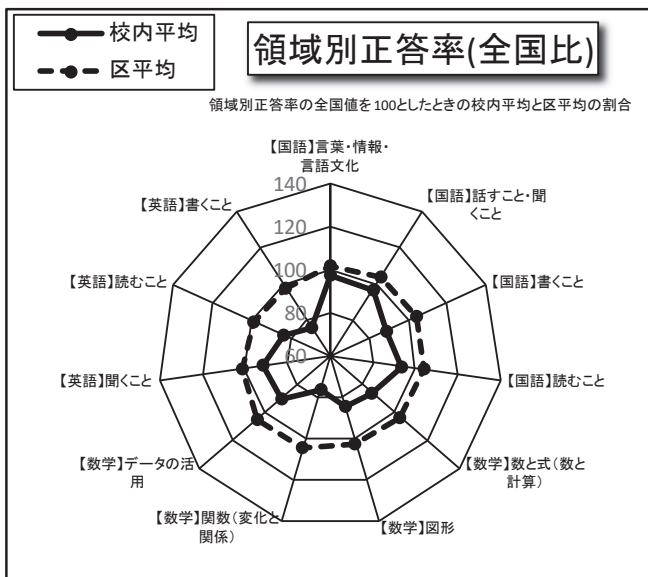 校内平均
区平均
領域別正答率(全国比)
領域別正答率の全国値を100としたときの校内平均と区平均の割合
【国語】言葉・情報・
言語文化
【国語】話すこと・聞
くこと
【国語】書くこと
【国語】読むこと
【数学】数と式(数と
計算)
【数学】図形
【数学】関数(変化と
関係)
【数学】データの活
用
【英語】聞くこと
【英語】読むこと
【英語】書くこと
140
120
100
80
60